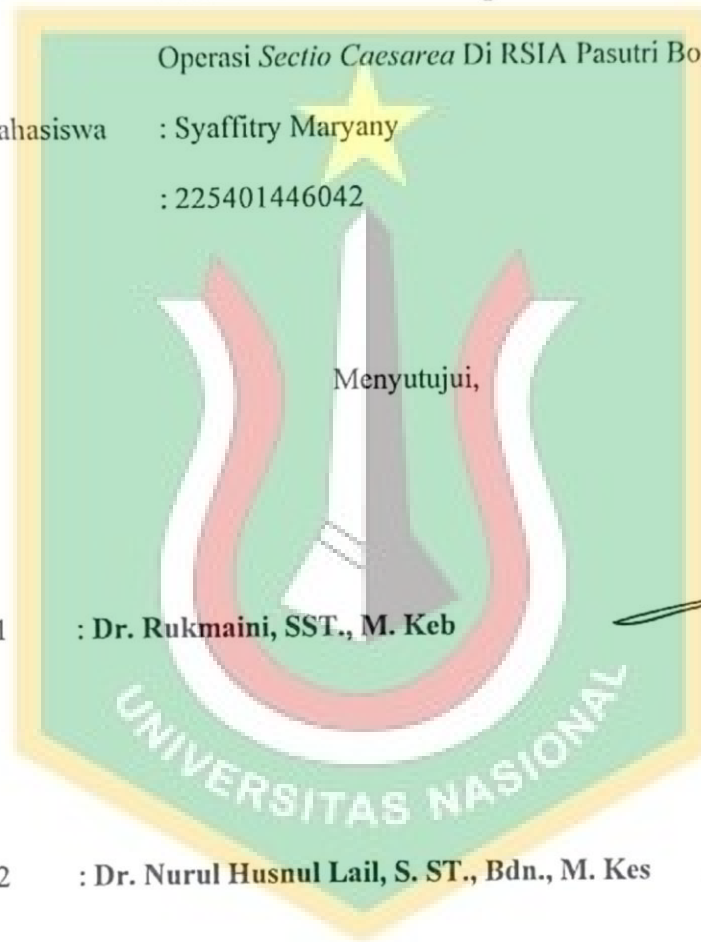 Operasi Sectio Caesarea Di RSIA Pasutri Bo
ahasiswa : Syaffitry Maryany
: 225401446042
Menyutujui,
1 : Dr. Rukmaini, SST., M. Keb
UNIVERSITAS NASIONAL
2 : Dr. Nurul Husnul Lail, S. ST., Bdn., M. Kes